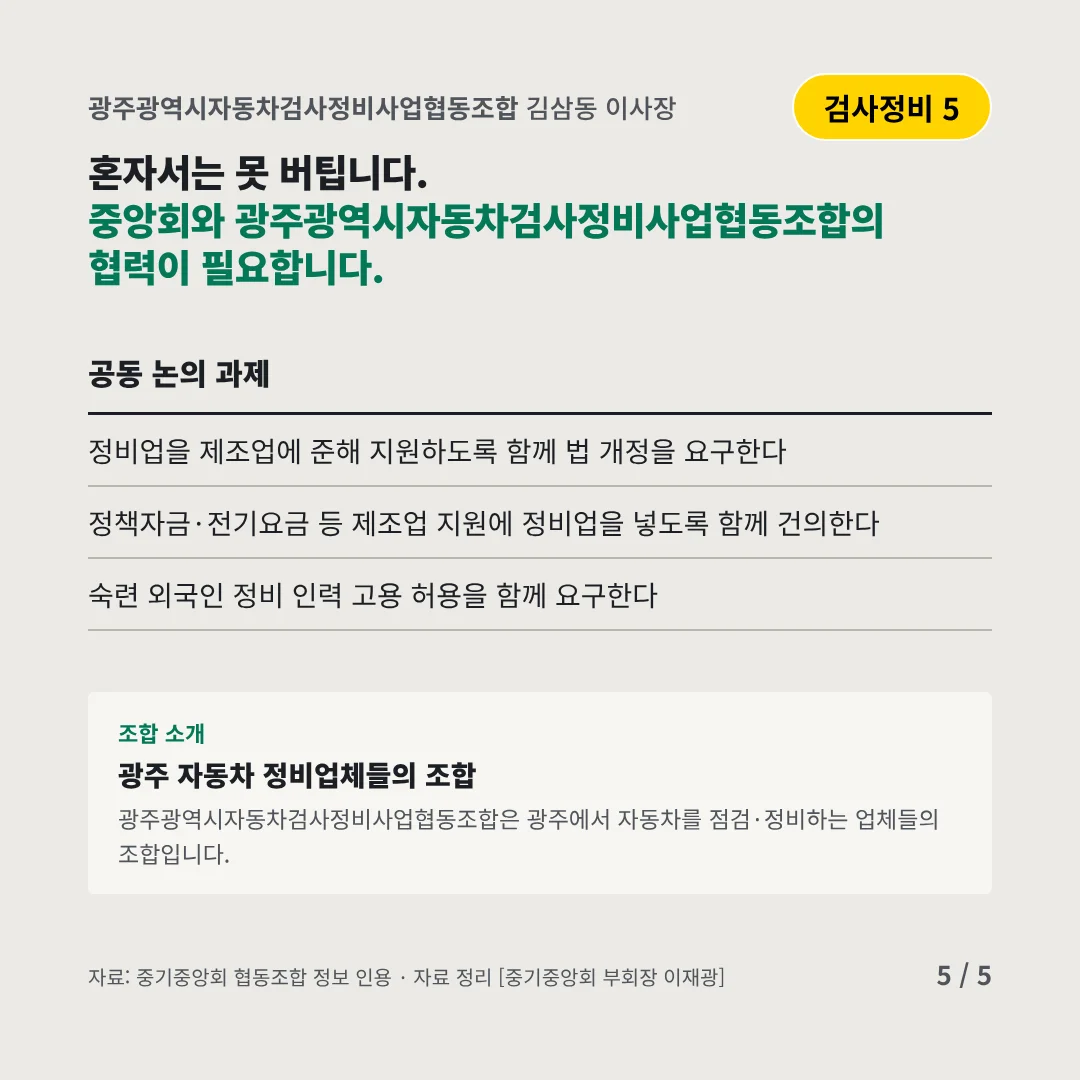 광주광역시자동차검사정비사업협동조합 김삼동 이사장
검사정비 5
혼자서는 못 버팁니다.
중앙회와 광주광역시자동차검사정비사업협동조합의
협력이 필요합니다.
공동 논의 과제
정비업을 제조업에 준해 지원하도록 함께 법 개정을 요구한다
정책자금·전기요금 등 제조업 지원에 정비업을 넣도록 함께 건의한다
숙련 외국인 정비 인력 고용 허용을 함께 요구한다
조합 소개
광주 자동차 정비업체들의 조합
광주광역시자동차검사정비사업협동조합은 광주에서 자동차를 점검·정비하는 업체들의
조합입니다.
자료: 중기중앙회 협동조합 정보 인용 · 자료 정리 [중기중앙회 부회장 이재광]
5 / 5